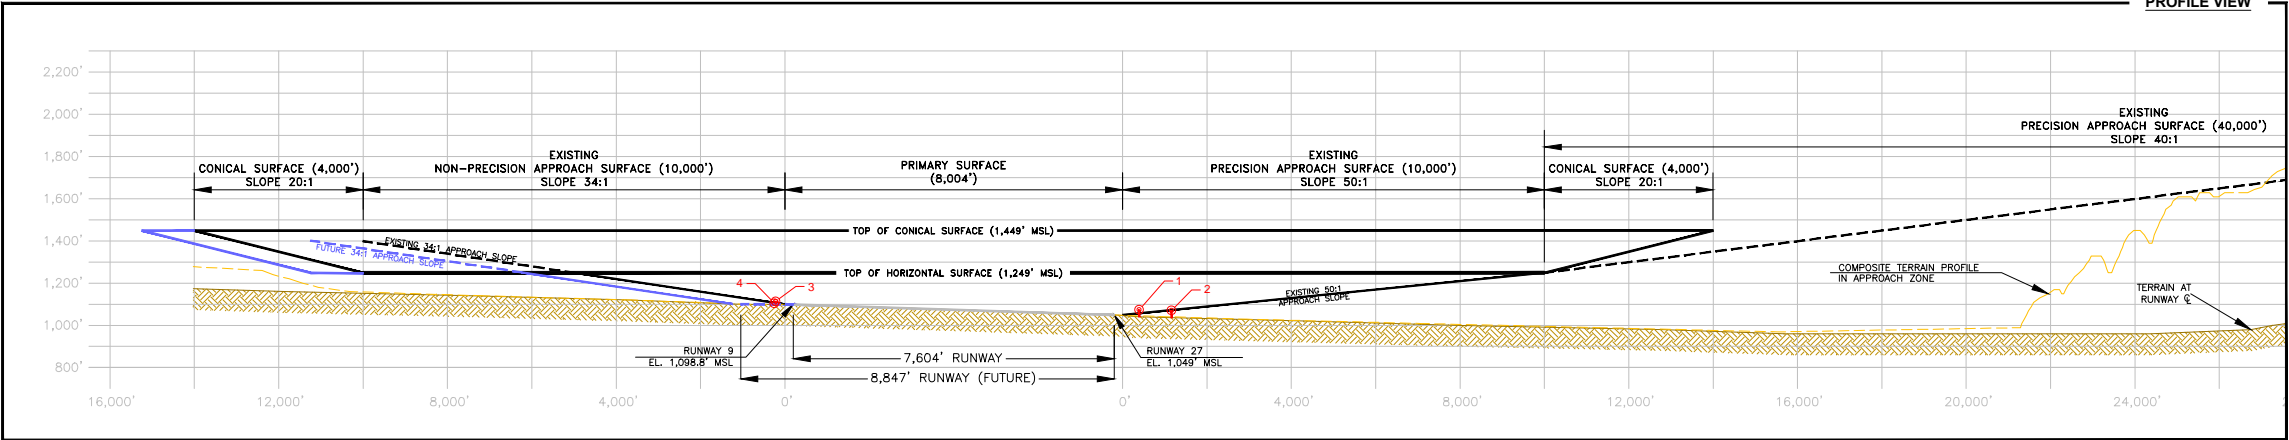 PROFILE VIEW
2,200'
2,000'
1,800'
1,600'
1,400'
1,200'
1,000'
800'
CONICAL SURFACE (4,000')
SLOPE 20:1
EXISTING
NON-PRECISION APPROACH SURFACE (10,000')
SLOPE 34:1
PRIMARY SURFACE
(8,004')
EXISTING
PRECISION APPROACH SURFACE (10,000')
SLOPE 50:1
CONICAL SURFACE (4,000')
SLOPE 20:1
EXISTING
PRECISION APPROACH SURFACE (40,000')
SLOPE 40:1
TOP OF CONICAL SURFACE (1,449' MSL)
EXISTING 34:1 APPROACH SLOPE
FUTURE 34:1 APPROACH SLOPE
TOP OF HORIZONTAL SURFACE (1,249' MSL)
4
3
1
2
EXISTING 50:1
APPROACH SLOPE
COMPOSITE TERRAIN PROFILE
IN APPROACH ZONE
TERRAIN AT
RUNWAY ℄
RUNWAY 9
EL. 1,098.8' MSL
7,604' RUNWAY
RUNWAY 27
EL. 1,049' MSL
8,847' RUNWAY (FUTURE)
16,000'
12,000'
8,000'
4,000'
0'
0'
4,000'
8,000'
12,000'
16,000'
20,000'
24,000'